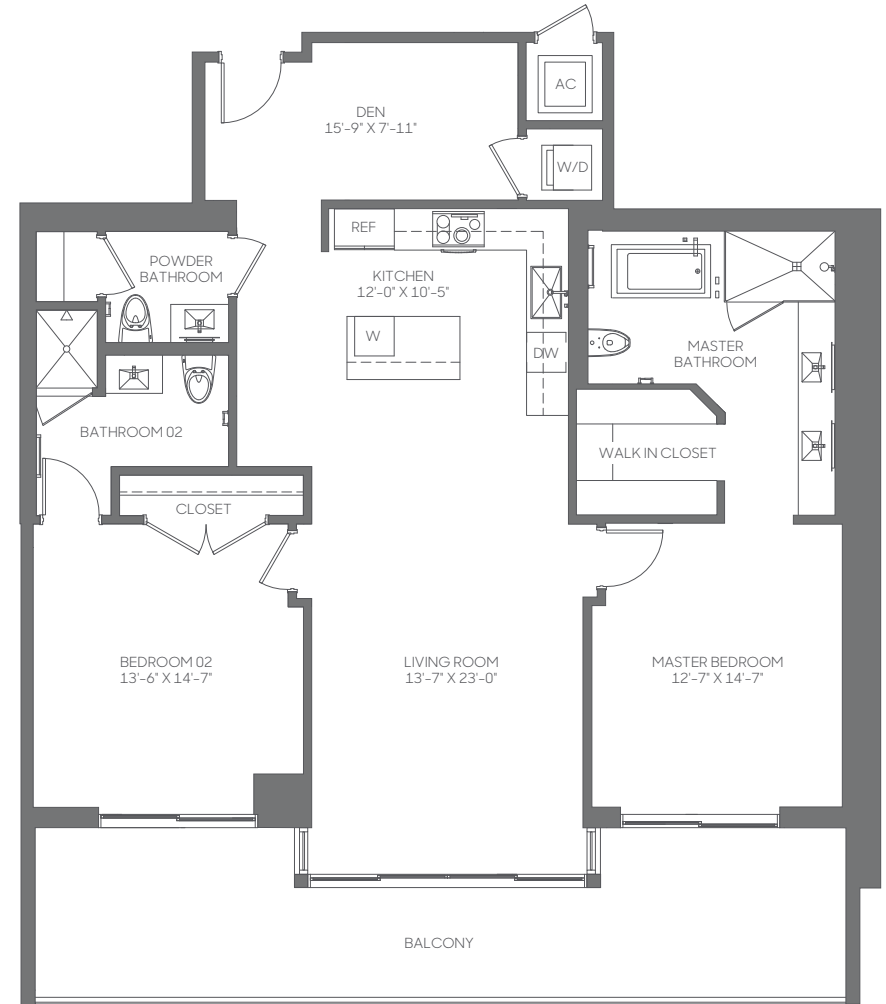 AC
DEN
15'-9" X 7'-11"
W/D
REF
POWDER
BATHROOM
KITCHEN
12'-0" X 10'-5"
W
DW
MASTER
BATHROOM
BATHROOM 02
WALK IN CLOSET
CLOSET
BEDROOM 02
13'-6" X 14'-7"
LIVING ROOM
13'-7" X 23'-0"
MASTER BEDROOM
12'-7" X 14'-7"
BALCONY